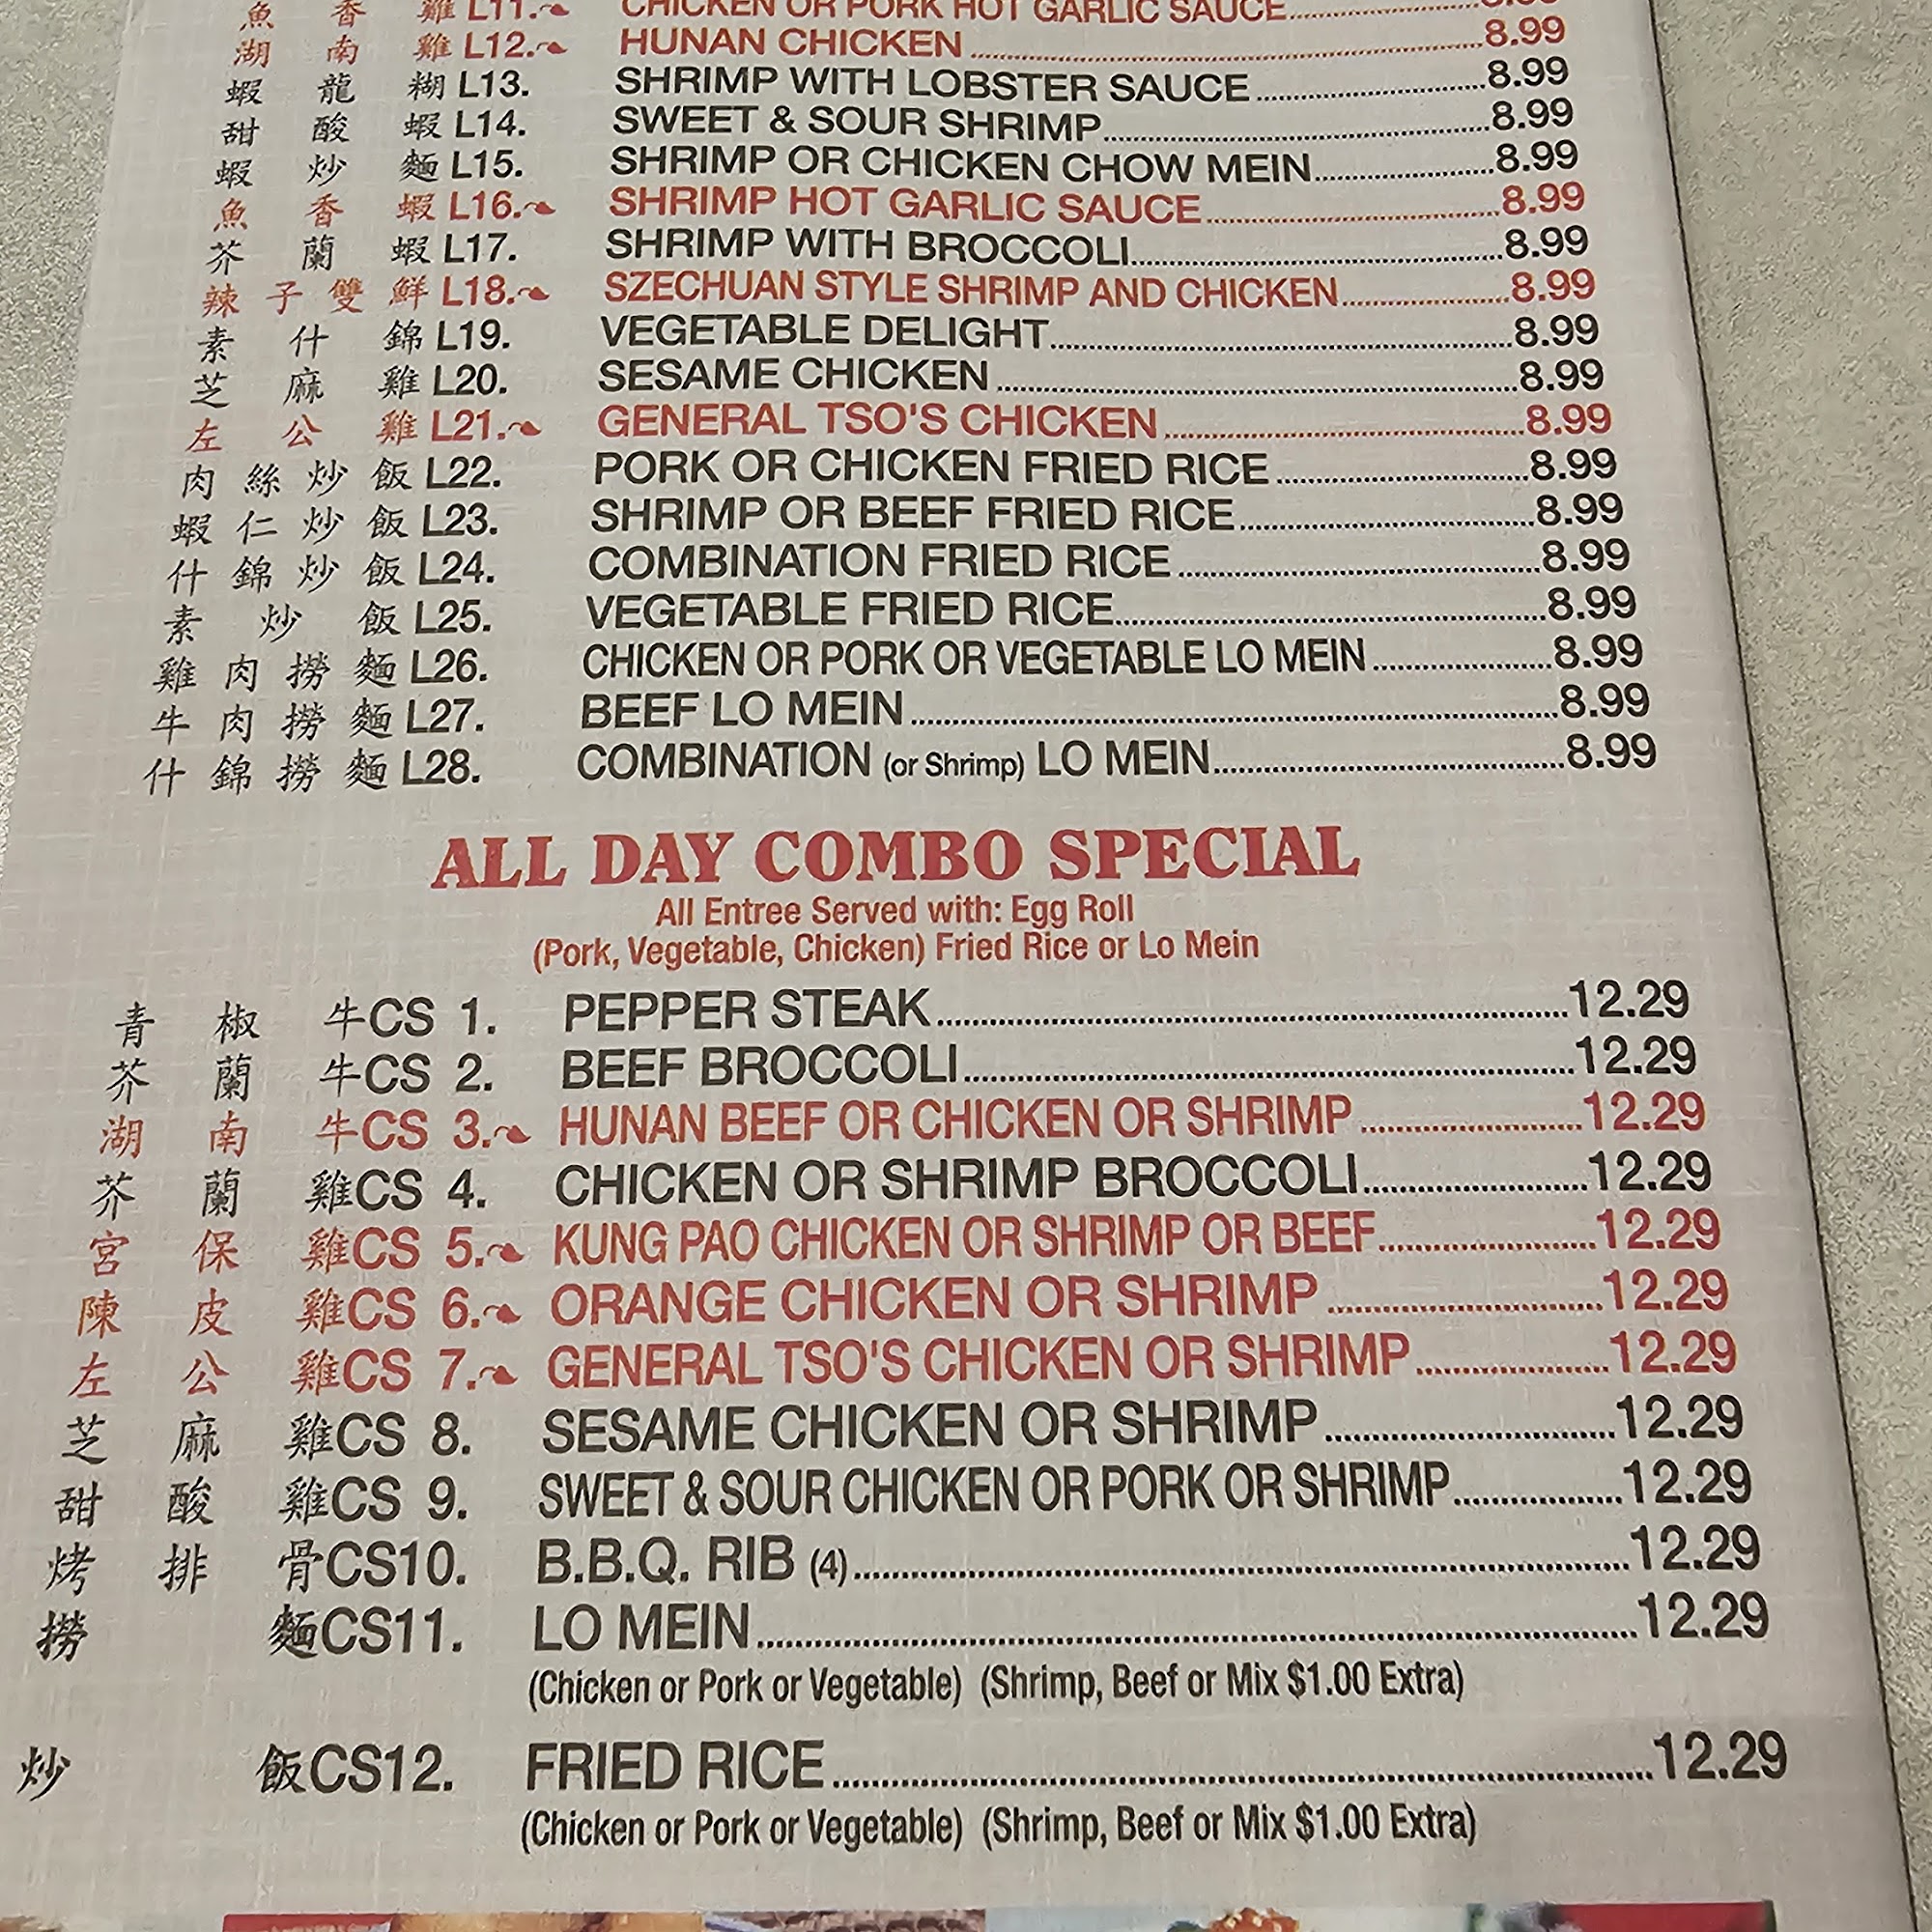 魚香雞 L11. CHICKEN OR PORK HOT GARLIC SAUCE
湖南雞 L12. HUNAN CHICKEN 8.99
蝦龍糊 L13. SHRIMP WITH LOBSTER SAUCE 8.99
甜酸蝦 L14. SWEET & SOUR SHRIMP 8.99
蝦炒麵 L15. SHRIMP OR CHICKEN CHOW MEIN 8.99
魚香蝦 L16. SHRIMP HOT GARLIC SAUCE 8.99
芥蘭蝦 L17. SHRIMP WITH BROCCOLI 8.99
辣子雙鮮 L18. SZECHUAN STYLE SHRIMP AND CHICKEN 8.99
素什錦 L19. VEGETABLE DELIGHT 8.99
芝麻雞 L20. SESAME CHICKEN 8.99
左公雞 L21. GENERAL TSO'S CHICKEN 8.99
肉絲炒飯 L22. PORK OR CHICKEN FRIED RICE 8.99
蝦仁炒飯 L23. SHRIMP OR BEEF FRIED RICE 8.99
什錦炒飯 L24. COMBINATION FRIED RICE 8.99
素炒飯 L25. VEGETABLE FRIED RICE 8.99
雞肉撈麵 L26. CHICKEN OR PORK OR VEGETABLE LO MEIN 8.99
牛肉撈麵 L27. BEEF LO MEIN 8.99
什錦撈麵 L28. COMBINATION (or Shrimp) LO MEIN 8.99
ALL DAY COMBO SPECIAL
All Entree Served with: Egg Roll
(Pork, Vegetable, Chicken) Fried Rice or Lo Mein
青椒牛 CS 1. PEPPER STEAK 12.29
芥蘭牛 CS 2. BEEF BROCCOLI 12.29
湖南牛 CS 3. HUNAN BEEF OR CHICKEN OR SHRIMP 12.29
芥蘭雞 CS 4. CHICKEN OR SHRIMP BROCCOLI 12.29
宮保雞 CS 5. KUNG PAO CHICKEN OR SHRIMP OR BEEF 12.29
陳皮雞 CS 6. ORANGE CHICKEN OR SHRIMP 12.29
左公雞 CS 7. GENERAL TSO'S CHICKEN OR SHRIMP 12.29
芝麻雞 CS 8. SESAME CHICKEN OR SHRIMP 12.29
甜酸雞 CS 9. SWEET & SOUR CHICKEN OR PORK OR SHRIMP 12.29
烤排骨 CS10. B.B.Q. RIB (4) 12.29
撈麵 CS11. LO MEIN 12.29
(Chicken or Pork or Vegetable) (Shrimp, Beef or Mix $1.00 Extra)
炒飯 CS12. FRIED RICE 12.29
(Chicken or Pork or Vegetable) (Shrimp, Beef or Mix $1.00 Extra)